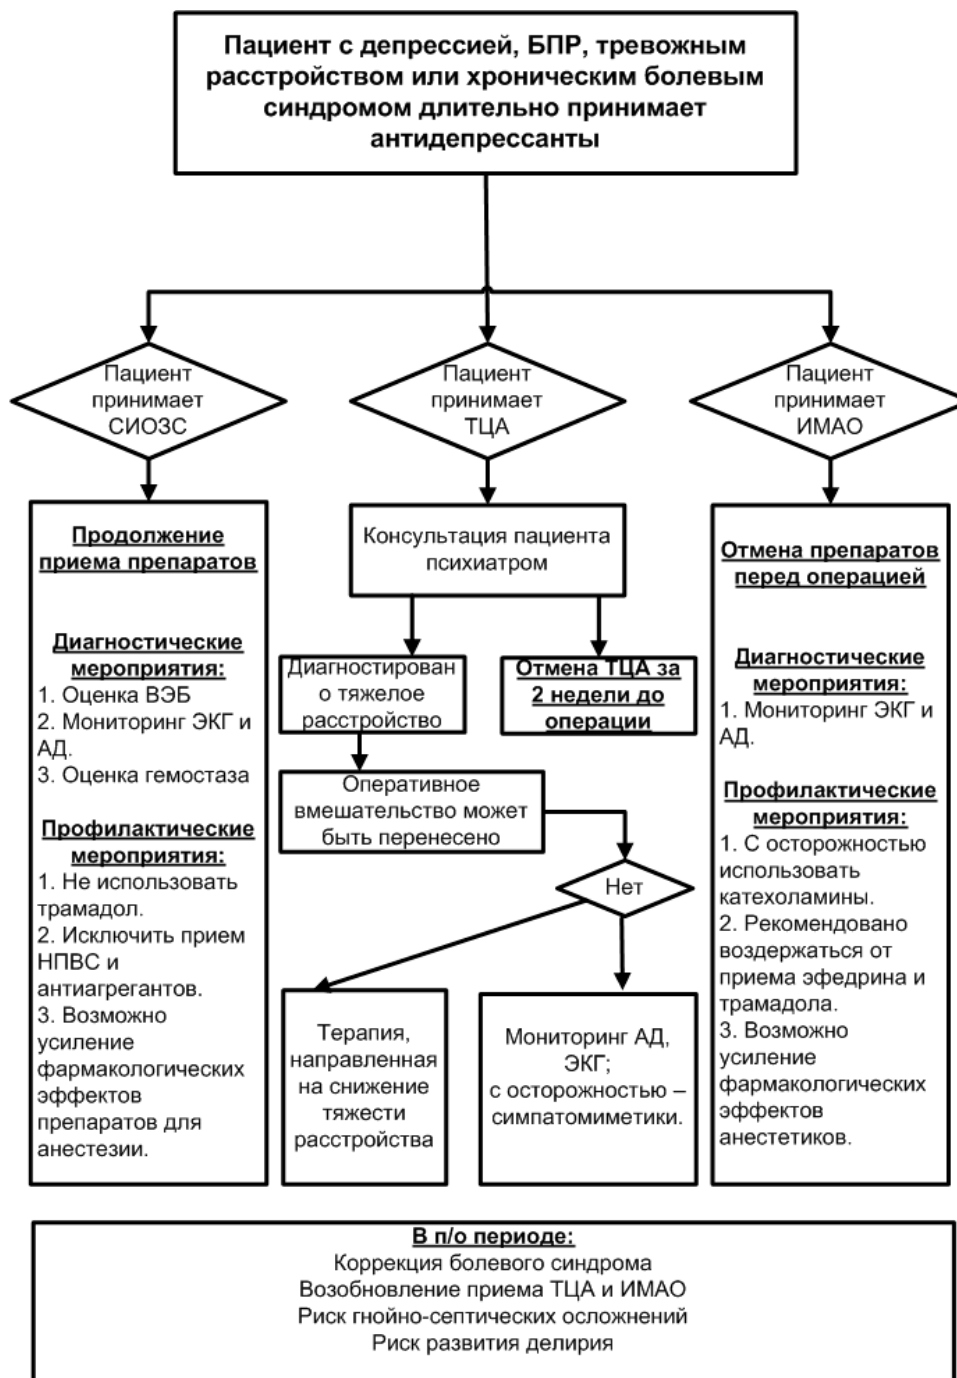 Пациент с депрессией, БПР, тревожным
расстройством или хроническим болевым
синдромом длительно принимает
антидепрессанты
Пациент
принимает
СИОЗС
Пациент
принимает
ТЦА
Пациент
принимает
ИМАО
Продолжение
приема препаратов
Диагностические
мероприятия:
1. Оценка ВЭБ
2. Мониторинг ЭКГ и
АД.
3. Оценка гемостаза
Профилактические
мероприятия:
1. Не использовать
трамадол.
2. Исключить прием
НПВС и
антиагрегантов.
3. Возможно
усиление
фармакологических
эффектов
препаратов для
анестезии.
Консультация пациента
психиатром
Диагностирован
о тяжелое
расстройство
Отмена ТЦА за
2 недели до
операции
Оперативное
вмешательство может
быть перенесено
Нет
Терапия,
направленная
на снижение
тяжести
расстройства
Мониторинг АД,
ЭКГ;
с осторожностью –
симпатомиметики.
Отмена препаратов
перед операцией
Диагностические
мероприятия:
1. Мониторинг ЭКГ и
АД.
Профилактические
мероприятия:
1. С осторожностью
использовать
катехоламины.
2. Рекомендовано
воздержаться от
приема эфедрина и
трамадола.
3. Возможно
усиление
фармакологических
эффектов
анестетиков.
В п/о периоде:
Коррекция болевого синдрома
Возобновление приема ТЦА и ИМАО
Риск гнойно-септических осложнений
Риск развития делирия